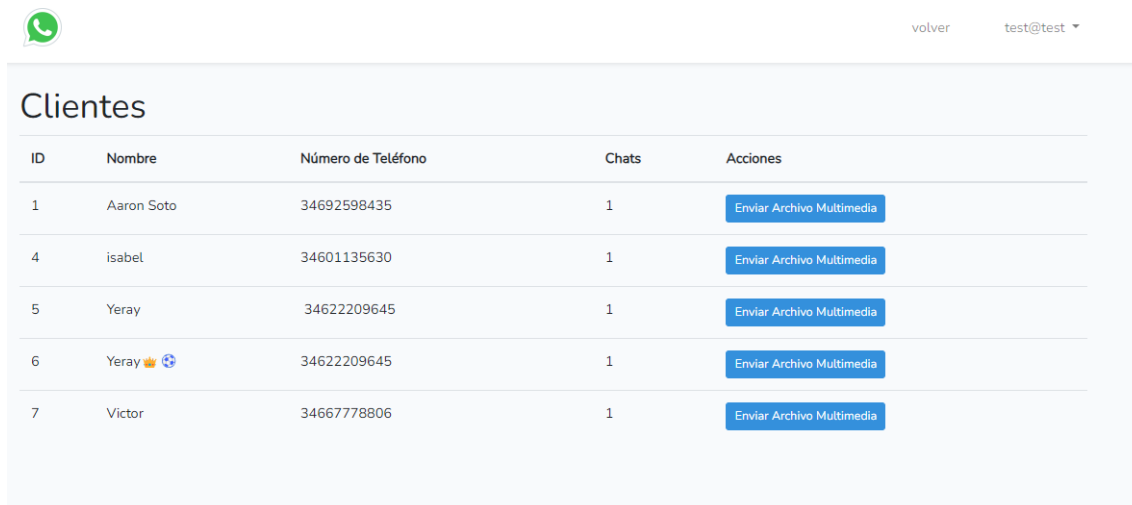 volver test@test
Clientes
ID Nombre Número de Teléfono Chats Acciones
1 Aaron Soto 34692598435 1 Enviar Archivo Multimedia
4 isabel 34601135630 1 Enviar Archivo Multimedia
5 Yeray 34622209645 1 Enviar Archivo Multimedia
6 Yeray👑 ⚽ 34622209645 1 Enviar Archivo Multimedia
7 Victor 34667778806 1 Enviar Archivo Multimedia